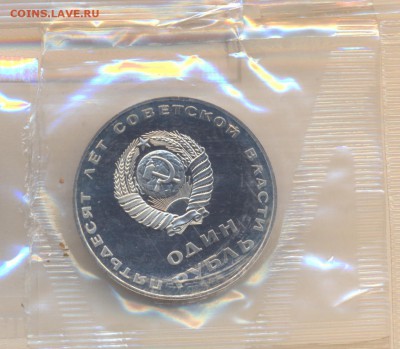 COINS.LAVE.RU
ПЯТЬДЕСЯТ ЛЕТ СОВЕТСКОЙ ВЛАСТИ
ОДИН
РУБЛЬ